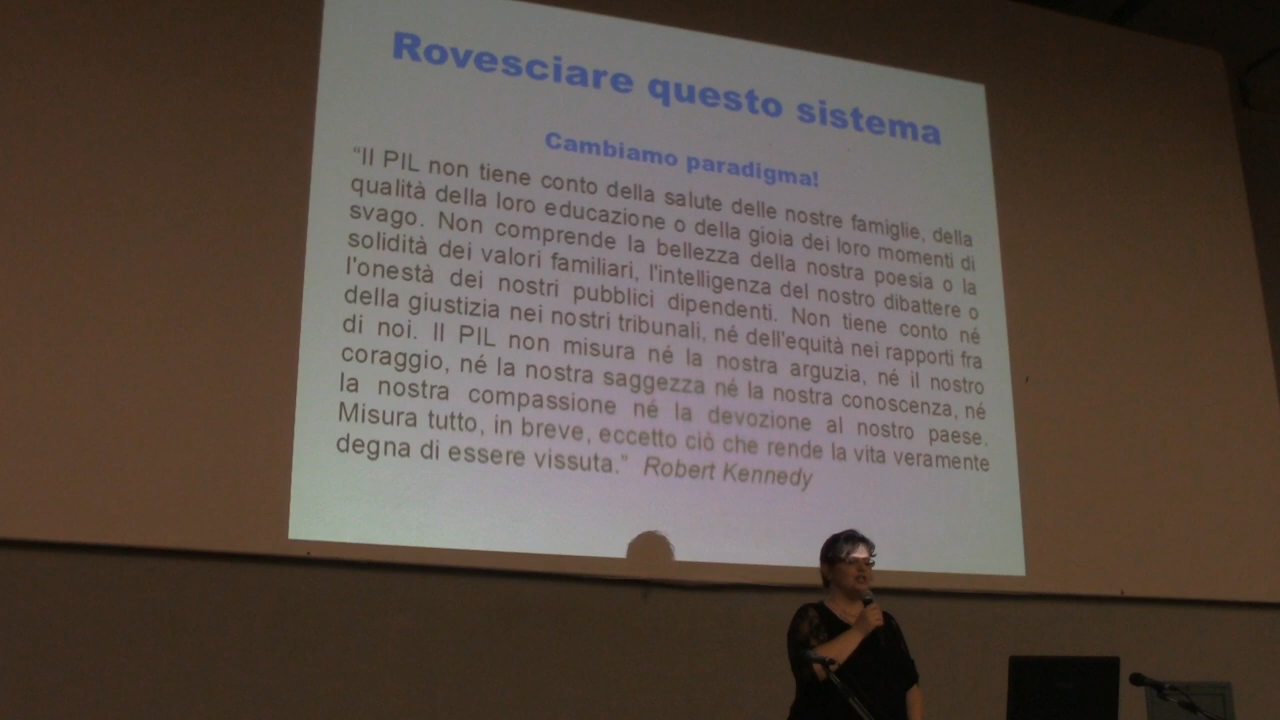 Rovesciare questo sistema
Cambiamo paradigma!
“Il PIL non tiene conto della salute delle nostre famiglie, della
qualità della loro educazione o della gioia dei loro momenti di
svago. Non comprende la bellezza della nostra poesia o la
solidità dei valori familiari, l'intelligenza del nostro dibattere o
l'onestà dei nostri pubblici dipendenti. Non tiene conto né
della giustizia nei nostri tribunali, né dell'equità nei rapporti fra
di noi. Il PIL non misura né la nostra arguzia, né il nostro
coraggio, né la nostra saggezza né la nostra conoscenza, né
la nostra compassione né la devozione al nostro paese.
Misura tutto, in breve, eccetto ciò che rende la vita veramente
degna di essere vissuta.” Robert Kennedy